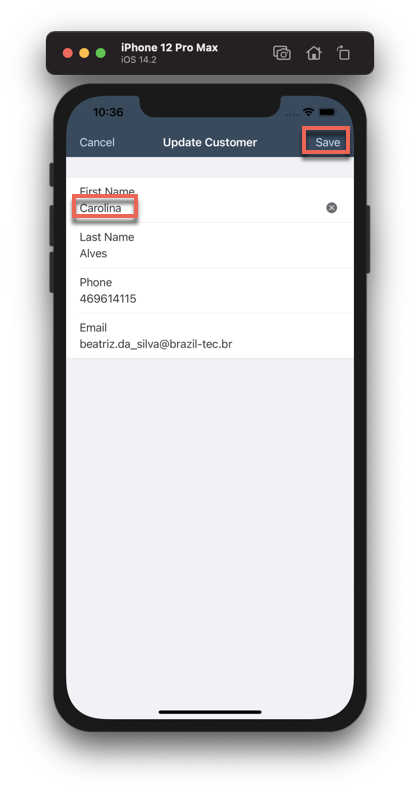 iPhone 12 Pro Max
iOS 14.2
10:36
Cancel Update Customer Save
First Name
Carolina
Last Name
Alves
Phone
469614115
Email
beatriz.da_silva@brazil-tec.br